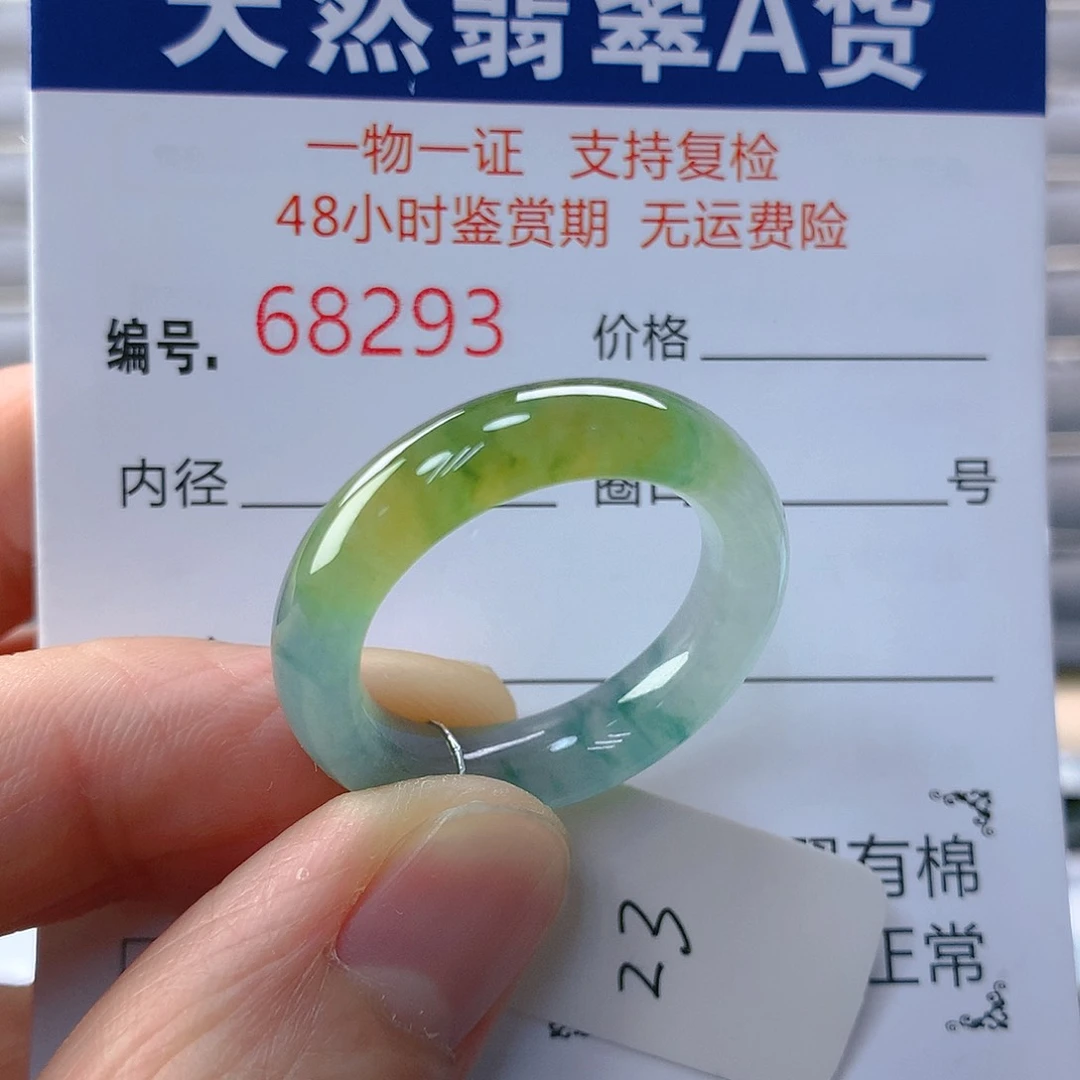 天然翡翠A货
一物一证 支持复检
48小时鉴赏期 无运费险
编号. 68293 价格
内径 圈口 号
有棉
正常
23